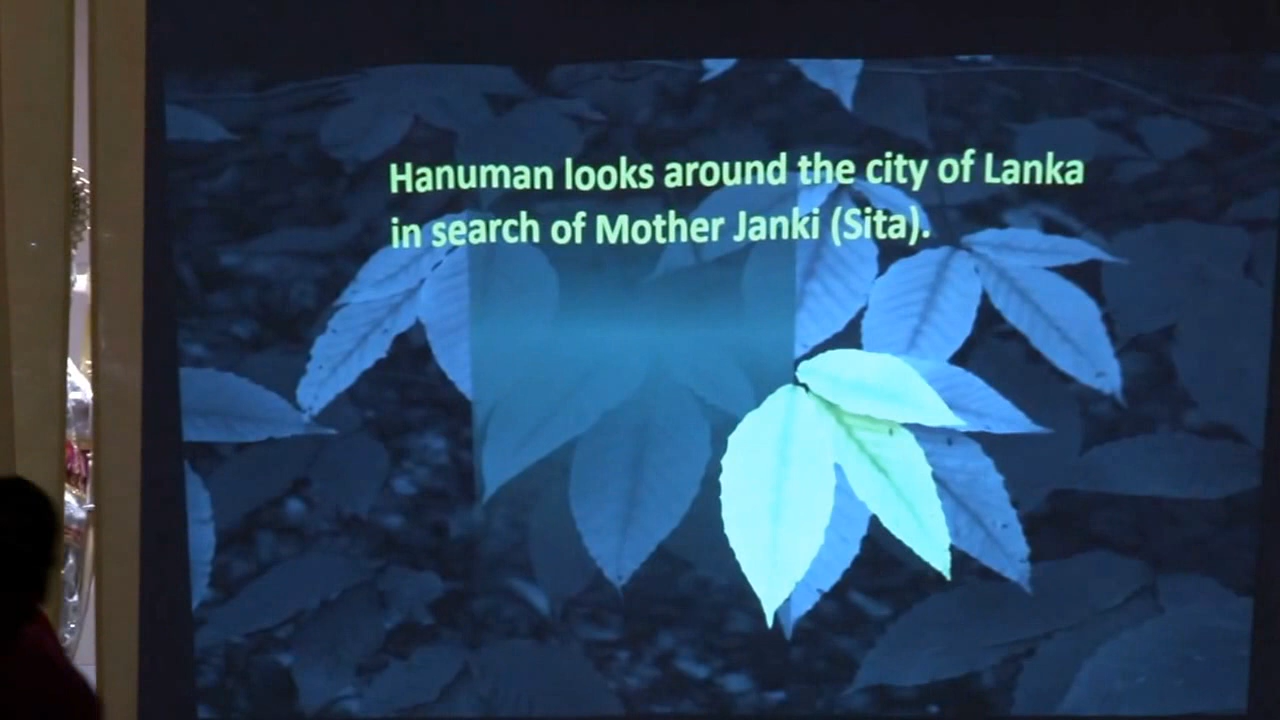 Hanuman looks around the city of Lanka
in search of Mother Janki (Sita).